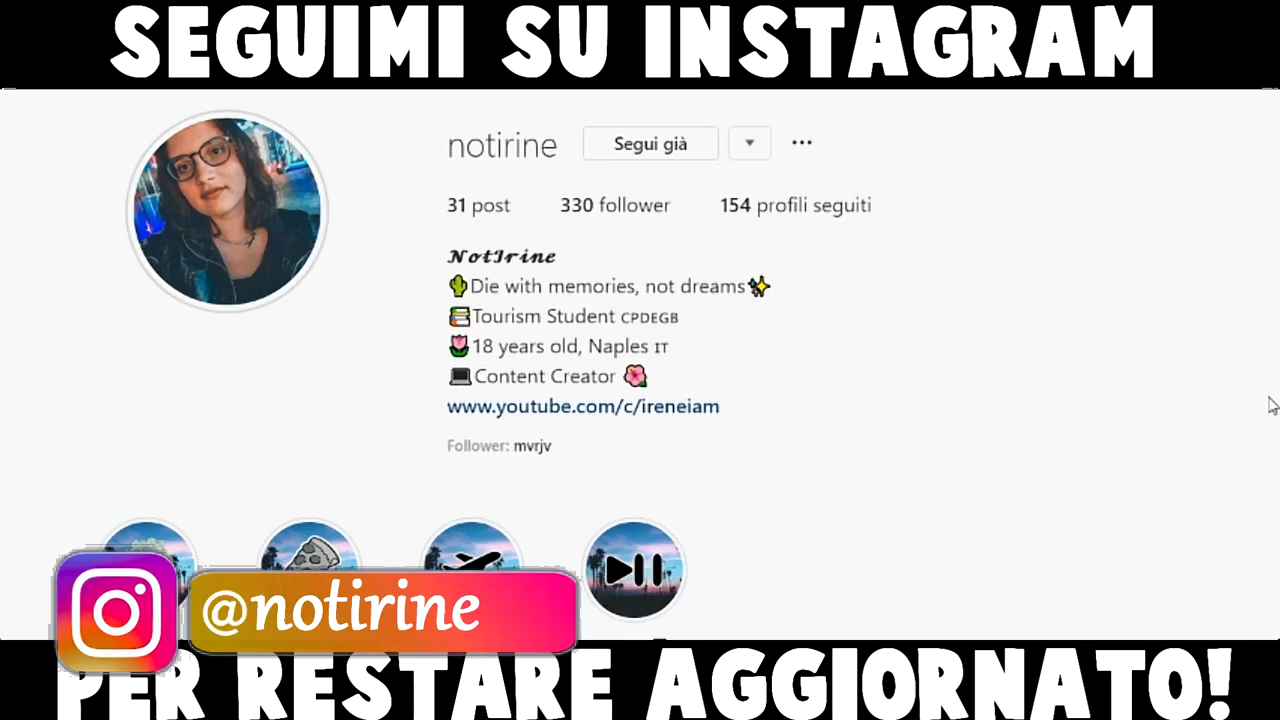 SEGUIMI SU INSTAGRAM
notirine Segui già
31 post 330 follower 154 profili seguiti
𝓝𝓸𝓽𝓘𝓻𝓲𝓷𝓮
🌵Die with memories, not dreams✨
📚Tourism Student CPDEGB
🌷18 years old, Naples IT
💻Content Creator 🌺
www.youtube.com/c/ireneiam
Follower: mvrjv
@notirine
PER RESTARE AGGIORNATO!